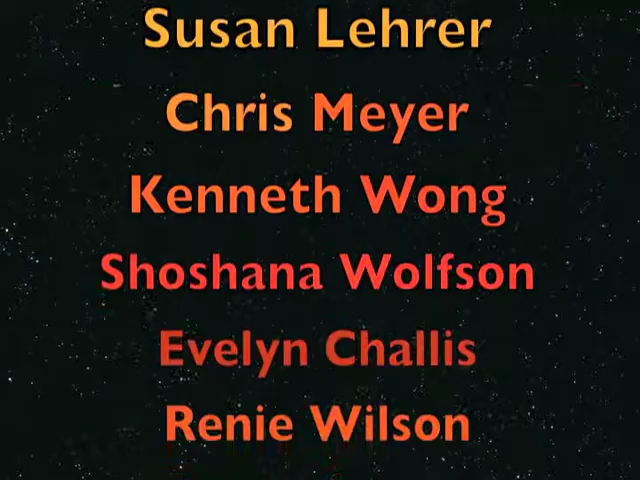 Susan Lehrer
Chris Meyer
Kenneth Wong
Shoshana Wolfson
Evelyn Challis
Renie Wilson